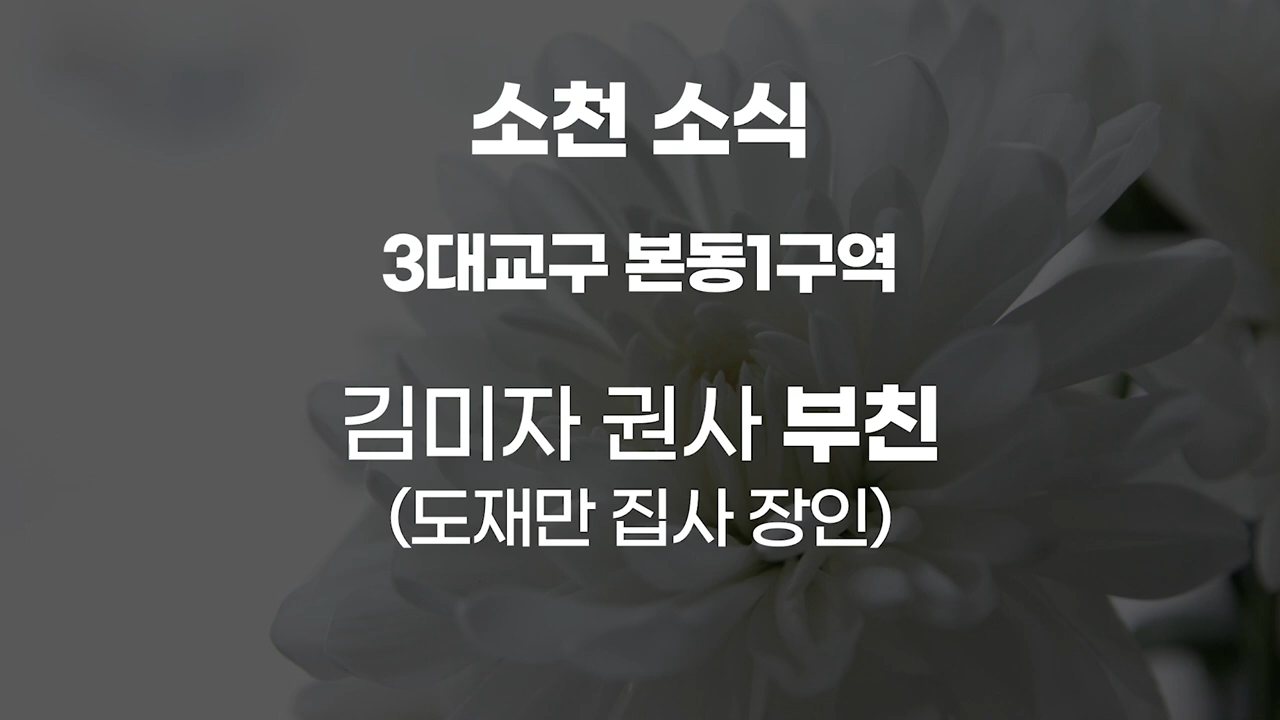 소천 소식
3대교구 본동1구역
김미자 권사 부친
(도재만 집사 장인)